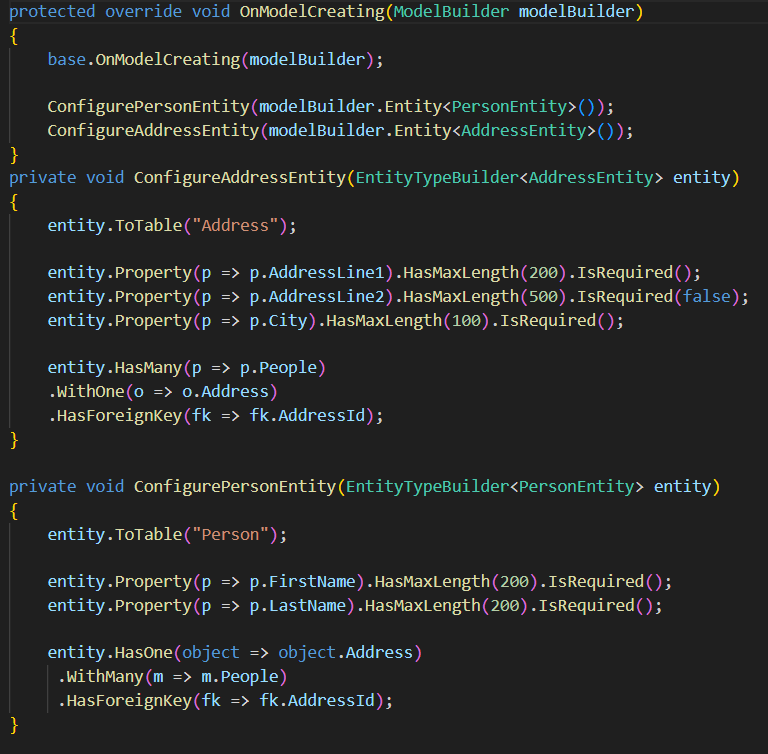 protected override void OnModelCreating(ModelBuilder modelBuilder)
{
    base.OnModelCreating(modelBuilder);

    ConfigurePersonEntity(modelBuilder.Entity<PersonEntity>());
    ConfigureAddressEntity(modelBuilder.Entity<AddressEntity>());
}
private void ConfigureAddressEntity(EntityTypeBuilder<AddressEntity> entity)
{
    entity.ToTable("Address");

    entity.Property(p => p.AddressLine1).HasMaxLength(200).IsRequired();
    entity.Property(p => p.AddressLine2).HasMaxLength(500).IsRequired(false);
    entity.Property(p => p.City).HasMaxLength(100).IsRequired();

    entity.HasMany(p => p.People)
    .WithOne(o => o.Address)
    .HasForeignKey(fk => fk.AddressId);
}

private void ConfigurePersonEntity(EntityTypeBuilder<PersonEntity> entity)
{
    entity.ToTable("Person");

    entity.Property(p => p.FirstName).HasMaxLength(200).IsRequired();
    entity.Property(p => p.LastName).HasMaxLength(200).IsRequired();

    entity.HasOne(object => object.Address)
     .WithMany(m => m.People)
     .HasForeignKey(fk => fk.AddressId);
}